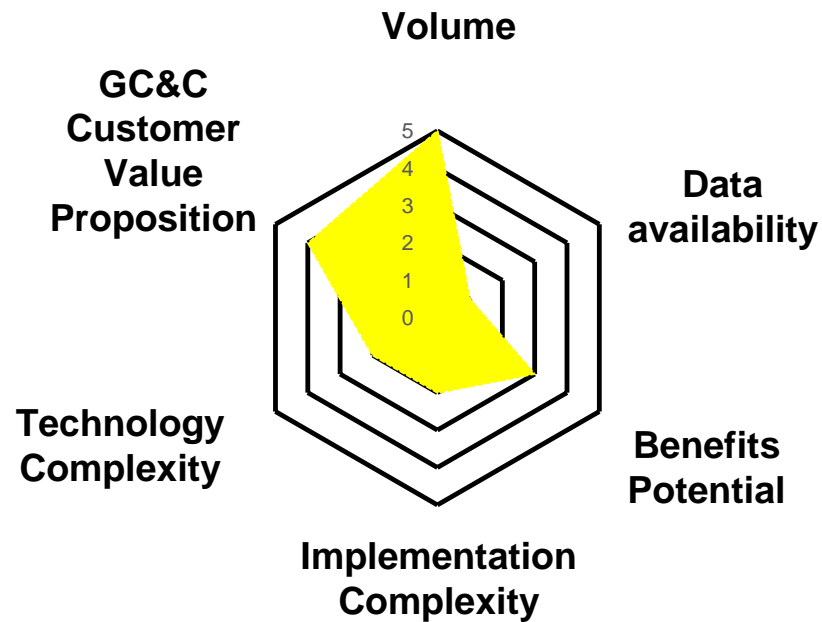 Volume
GC&C
Customer
Value
Proposition
5
4
3
2
1
0
Data
availability
Technology
Complexity
Benefits
Potential
Implementation
Complexity